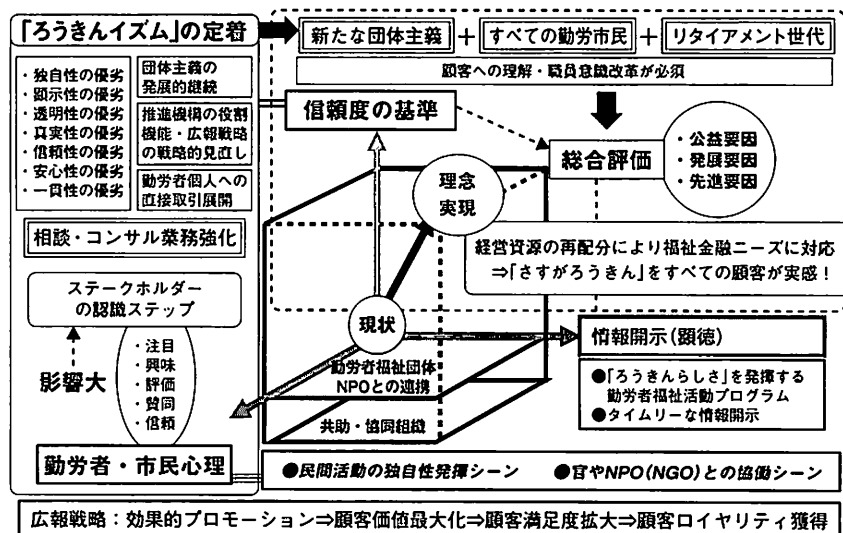 「ろうきんイズム」の定着
新たな団体主義 + すべての勤労市民 + リタイアメント世代
顧客への理解・職員意識改革が必須
・独自性の優劣
・顕示性の優劣
・透明性の優劣
・真実性の優劣
・信頼性の優劣
・安心性の優劣
・一貫性の優劣
団体主義の
発展的継続
推進機構の役割
機能・広報戦略
の戦略的見直し
勤労者個人への
直接取引展開
相談・コンサル業務強化
信頼度の基準
総合評価
・公益要因
・発展要因
・先進要因
理念
実現
経営資源の再配分により福祉金融ニーズに対応
⇒「さすがろうきん」をすべての顧客が実感！
ステークホルダー
の認識ステップ
・注目
・興味
・評価
・賛同
・信頼
影響大
現状
勤労者福祉団体
NPOとの連携
共助・協同組織
情報開示(顕徳)
●「ろうきんらしさ」を発揮する
勤労者福祉活動プログラム
●タイムリーな情報開示
勤労者・市民心理
●民間活動の独自性発揮シーン ●官やNPO(NGO)との協働シーン
広報戦略：効果的プロモーション⇒顧客価値最大化⇒顧客満足度拡大⇒顧客ロイヤリティ獲得